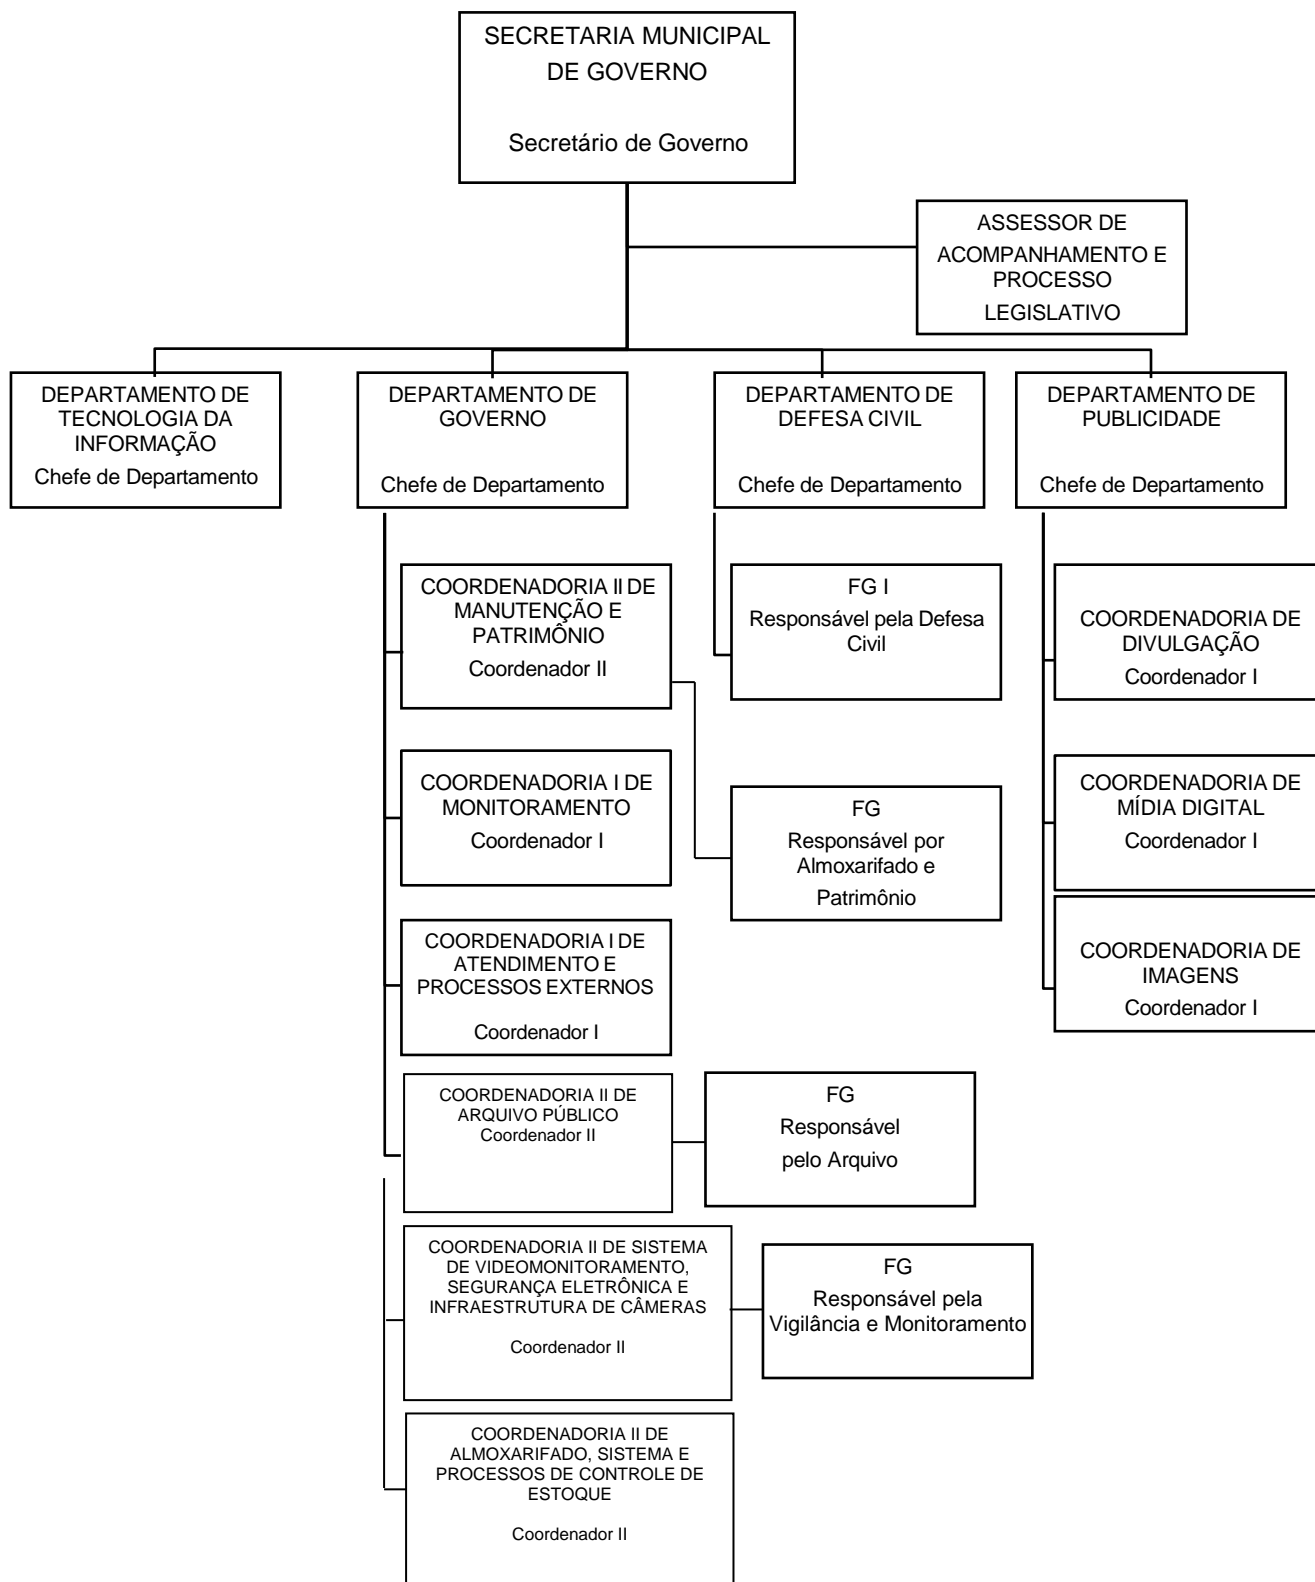 SECRETARIA MUNICIPAL
DE GOVERNO
Secretário de Governo
ASSESSOR DE
ACOMPANHAMENTO E
PROCESSO
LEGISLATIVO
DEPARTAMENTO DE
TECNOLOGIA DA
INFORMAÇÃO
Chefe de Departamento
DEPARTAMENTO DE
GOVERNO
Chefe de Departamento
DEPARTAMENTO DE
DEFESA CIVIL
Chefe de Departamento
DEPARTAMENTO DE
PUBLICIDADE
Chefe de Departamento
COORDENADORIA II DE
MANUTENÇÃO E
PATRIMÔNIO
Coordenador II
FG I
Responsável pela Defesa
Civil
COORDENADORIA DE
DIVULGAÇÃO
Coordenador I
COORDENADORIA I DE
MONITORAMENTO
Coordenador I
FG
Responsável por
Almoxarifado e
Patrimônio
COORDENADORIA DE
MÍDIA DIGITAL
Coordenador I
COORDENADORIA I DE
ATENDIMENTO E
PROCESSOS EXTERNOS
Coordenador I
COORDENADORIA DE
IMAGENS
Coordenador I
COORDENADORIA II DE
ARQUIVO PÚBLICO
Coordenador II
FG
Responsável
pelo Arquivo
COORDENADORIA II DE SISTEMA
DE VIDEOMONITORAMENTO,
SEGURANÇA ELETRÔNICA E
INFRAESTRUTURA DE CÂMERAS
Coordenador II
FG
Responsável pela
Vigilância e Monitoramento
COORDENADORIA II DE
ALMOXARIFADO, SISTEMA E
PROCESSOS DE CONTROLE DE
ESTOQUE
Coordenador II